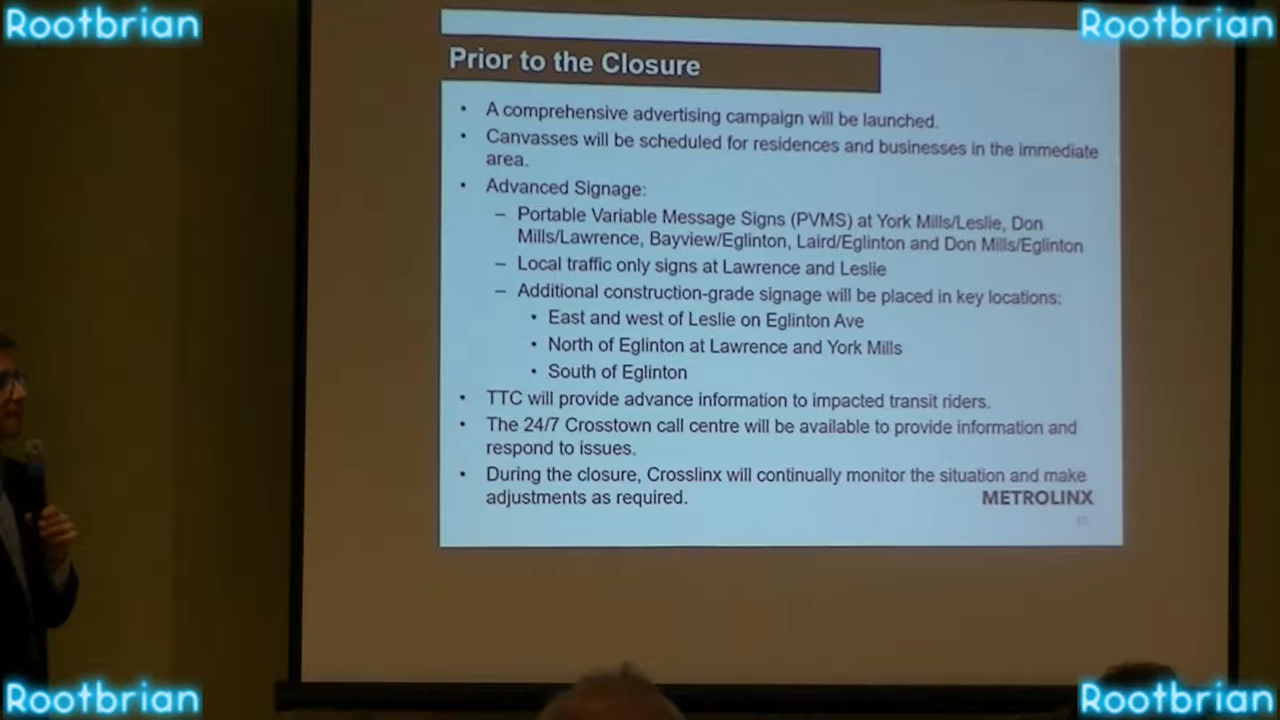 Rootbrian
Rootbrian
Prior to the Closure
• A comprehensive advertising campaign will be launched.
• Canvasses will be scheduled for residences and businesses in the immediate
area.
• Advanced Signage:
– Portable Variable Message Signs (PVMS) at York Mills/Leslie, Don
Mills/Lawrence, Bayview/Eglinton, Laird/Eglinton and Don Mills/Eglinton
– Local traffic only signs at Lawrence and Leslie
– Additional construction-grade signage will be placed in key locations:
• East and west of Leslie on Eglinton Ave
• North of Eglinton at Lawrence and York Mills
• South of Eglinton
• TTC will provide advance information to impacted transit riders.
• The 24/7 Crosstown call centre will be available to provide information and
respond to issues.
• During the closure, Crosslinx will continually monitor the situation and make
adjustments as required.
METROLINX
Rootbrian
Rootbrian